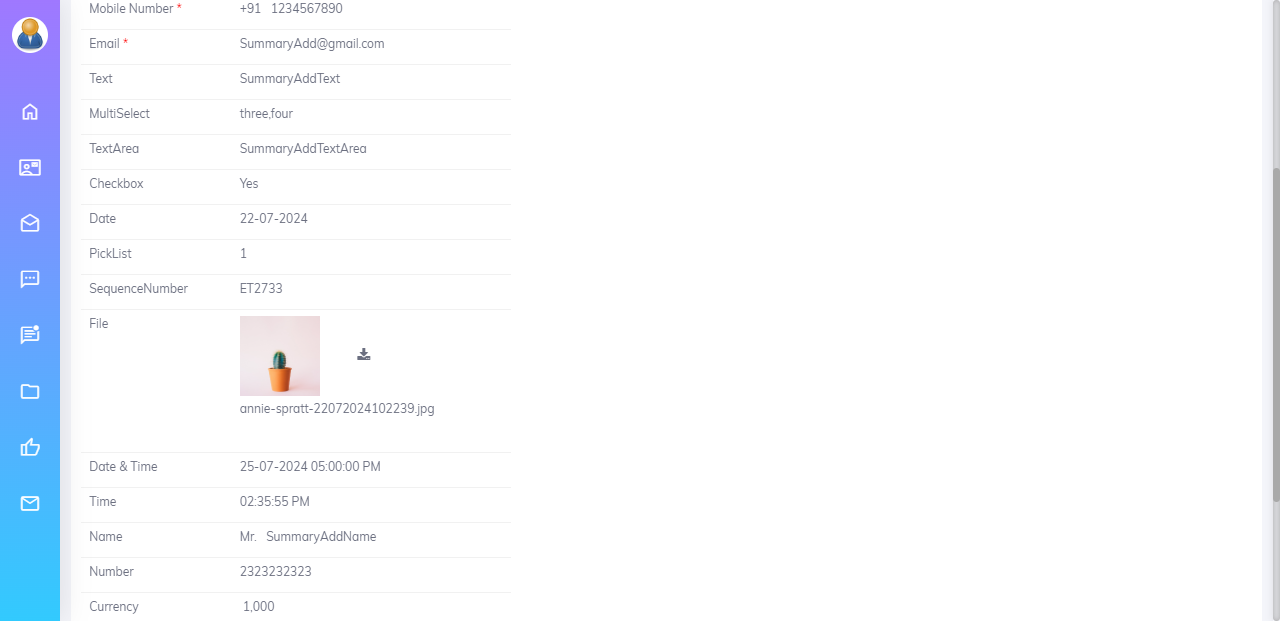 Mobile Number * +91 1234567890
Email * SummaryAdd@gmail.com
Text SummaryAddText
MultiSelect three,four
TextArea SummaryAddTextArea
Checkbox Yes
Date 22-07-2024
PickList 1
SequenceNumber ET2733
File
annie-spratt-22072024102239.jpg
Date & Time 25-07-2024 05:00:00 PM
Time 02:35:55 PM
Name Mr. SummaryAddName
Number 2323232323
Currency 1,000